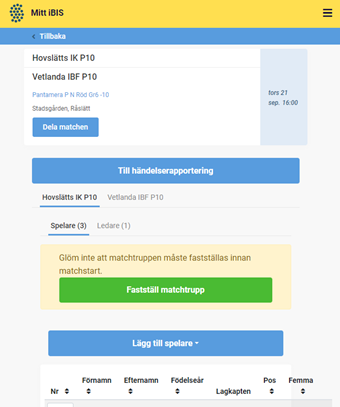 Mitt iBIS
‹ Tillbaka
Hovslätts IK P10
Vetlanda IBF P10
Pantamera P N Röd Grö -10
Stadsgården, Råslätt
Dela matchen
tors 21
sep. 16:00
Till händelserapportering
Hovslätts IK P10 Vetlanda IBF P10
Spelare (3) Ledare (1)
Glöm inte att matchtruppen måste fastställas innan
matchstart.
Fastställ matchtrupp
Lägg till spelare
Nr Förnamn Efternamn Födelseår Lagkapten Pos Femma